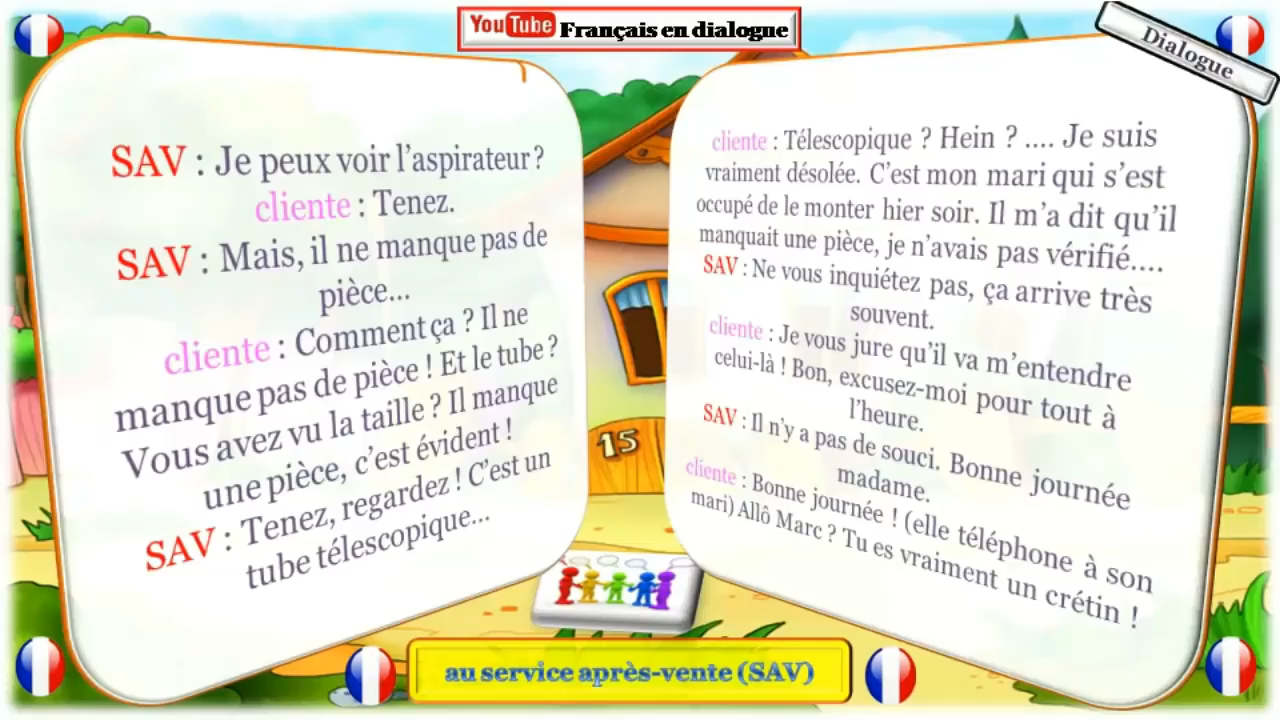 YouTube Français en dialogue
Dialogue
SAV : Je peux voir l'aspirateur ?
cliente : Tenez.
SAV : Mais, il ne manque pas de
pièce...
cliente : Comment ça ? Il ne
manque pas de pièce ! Et le tube ?
Vous avez vu la taille ? Il manque
une pièce, c'est évident !
SAV : Tenez, regardez ! C'est un
tube télescopique...
cliente : Télescopique ? Hein ? .... Je suis
vraiment désolée. C'est mon mari qui s'est
occupé de le monter hier soir. Il m'a dit qu'il
manquait une pièce, je n'avais pas vérifié....
SAV : Ne vous inquiétez pas, ça arrive très
souvent.
cliente : Je vous jure qu'il va m'entendre
celui-là ! Bon, excusez-moi pour tout à
l'heure.
SAV : Il n'y a pas de souci. Bonne journée
madame.
cliente : Bonne journée ! (elle téléphone à son
mari) Allô Marc ? Tu es vraiment un crétin !
15
au service après-vente (SAV)